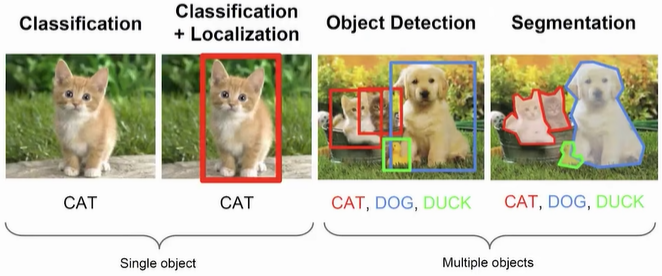 Classification
Classification
+ Localization
Object Detection
Segmentation
CAT
CAT
CAT, DOG, DUCK
CAT, DOG, DUCK
Single object
Multiple objects